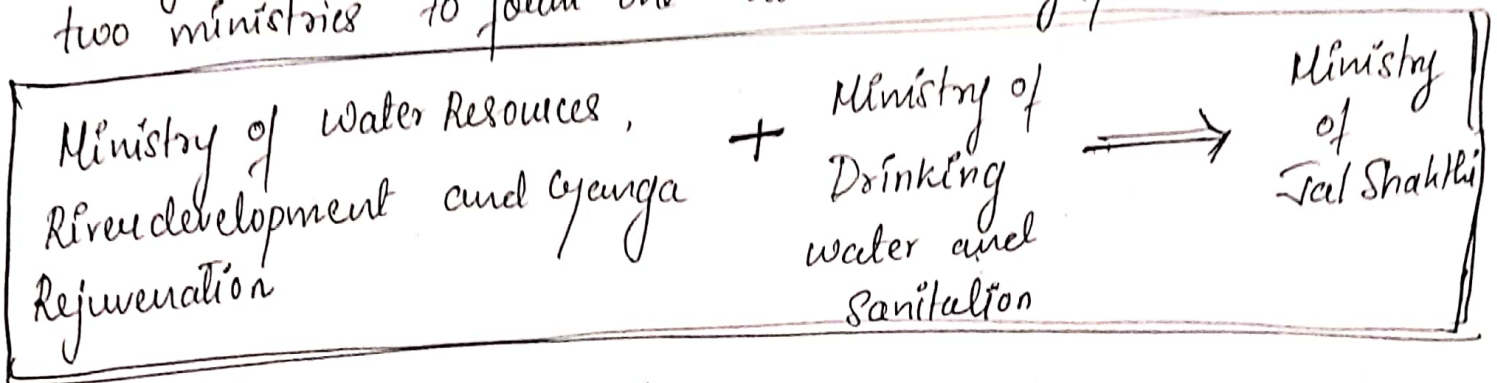 two ministries to
Ministry of Water Resources,
River development and Ganga
Rejuvenation
+
Ministry of
Drinking
water and
Sanitation
⟹
Ministry
of
Jal Shakthi